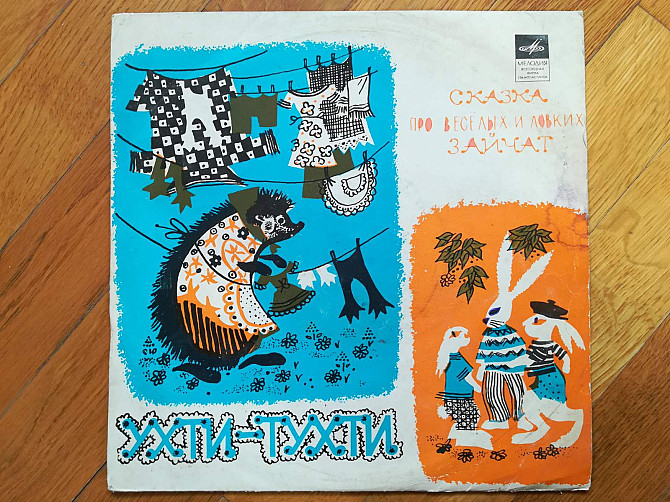 МЕЛОДИЯ
СКАЗКА
ПРО ВЕСЕЛЫХ И ЛОВКИХ
ЗАЙЧАТ
УХТИ-ТУХТИ